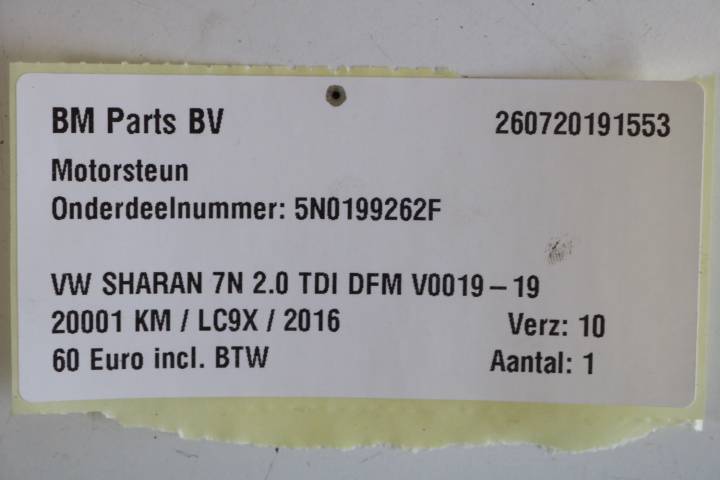 BM Parts BV 260720191553
Motorsteun
Onderdeelnummer: 5N0199262F
VW SHARAN 7N 2.0 TDI DFM V0019-19
20001 KM / LC9X / 2016 Verz: 10
60 Euro incl. BTW Aantal: 1